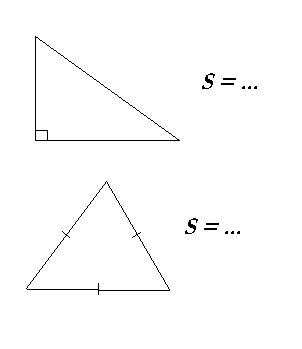 S = ...
S = ...